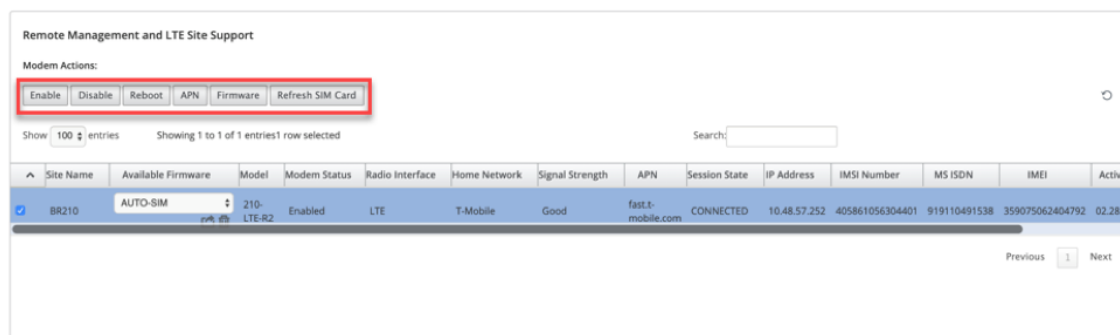 Remote Management and LTE Site Support
Modem Actions:
Enable Disable Reboot APN Firmware Refresh SIM Card
Show 100 entries Showing 1 to 1 of 1 entries1 row selected Search:
Site Name Available Firmware Model Modem Status Radio Interface Home Network Signal Strength APN Session State IP Address IMSI Number MS ISDN IMEI Activ
BR210 AUTO-SIM 210-LTE-R2 Enabled LTE T-Mobile Good fast.t-mobile.com CONNECTED 10.48.57.252 405861056304401 919110491538 359075062404792 02.28
Previous 1 Next